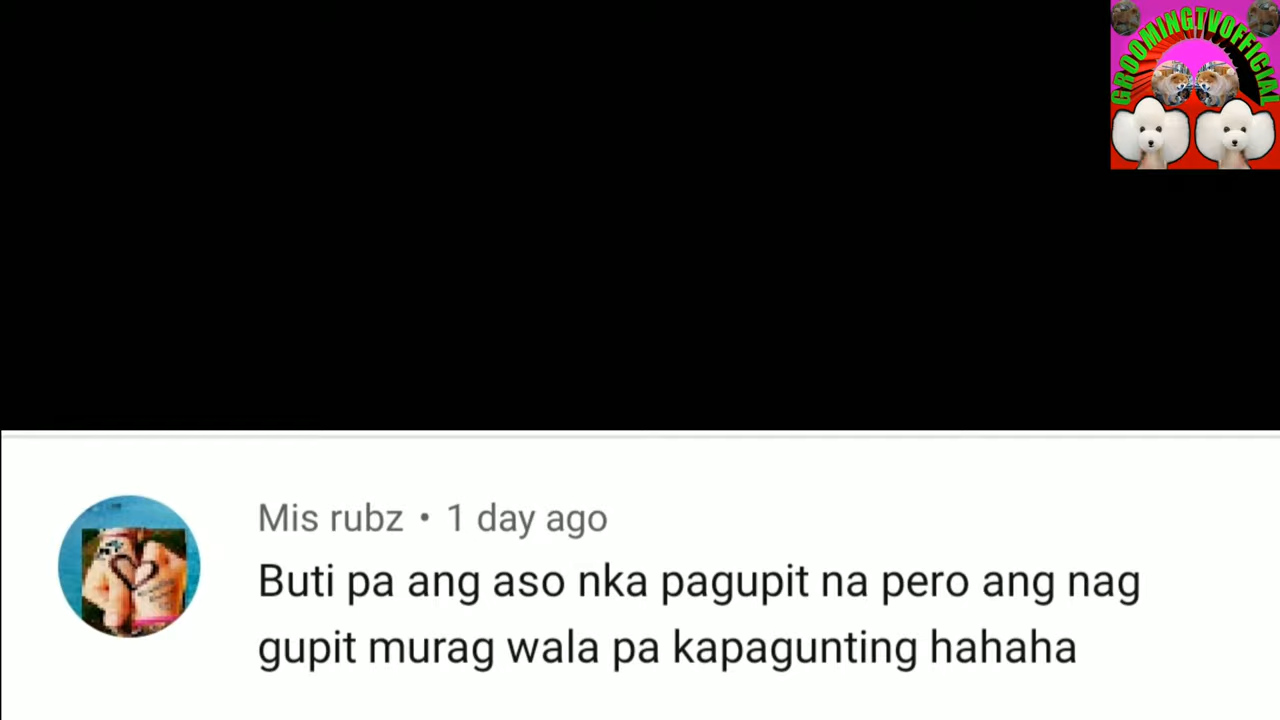 GROOMINGTVOFFICIAL
Mis rubz • 1 day ago
Buti pa ang aso nka pagupit na pero ang nag
gupit murag wala pa kapagunting hahaha